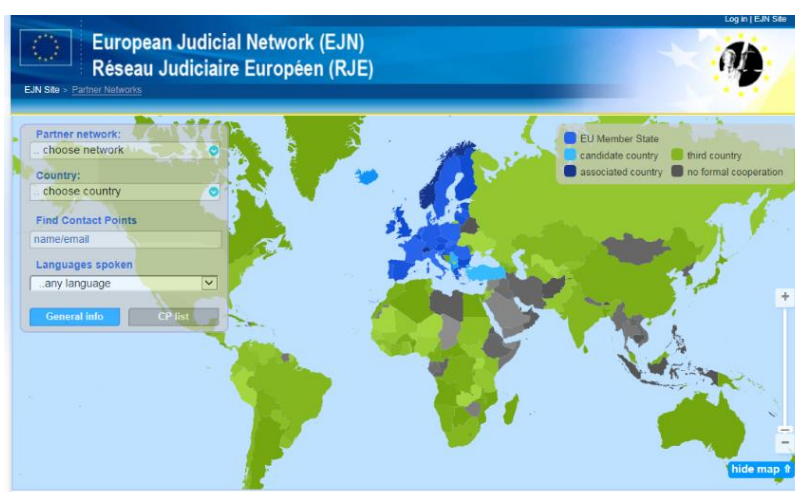 Log in | EJN Site
European Judicial Network (EJN)
Réseau Judiciaire Européen (RJE)
EJN Site > Partner Networks
Partner network:
.. choose network
Country:
.. choose country
Find Contact Points
name/email
Languages spoken
..any language
General info
CP list
EU Member State
candidate country
third country
associated country
no formal cooperation
+
−
hide map ⇧